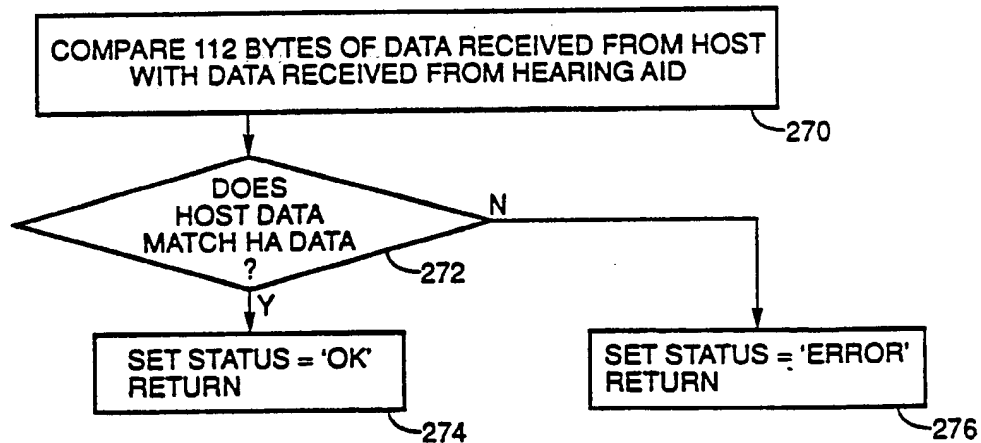 COMPARE 112 BYTES OF DATA RECEIVED FROM HOST
WITH DATA RECEIVED FROM HEARING AID
270
DOES
HOST DATA
MATCH HA DATA
?
N
272
Y
SET STATUS = 'OK'
RETURN
274
SET STATUS = 'ERROR'
RETURN
276